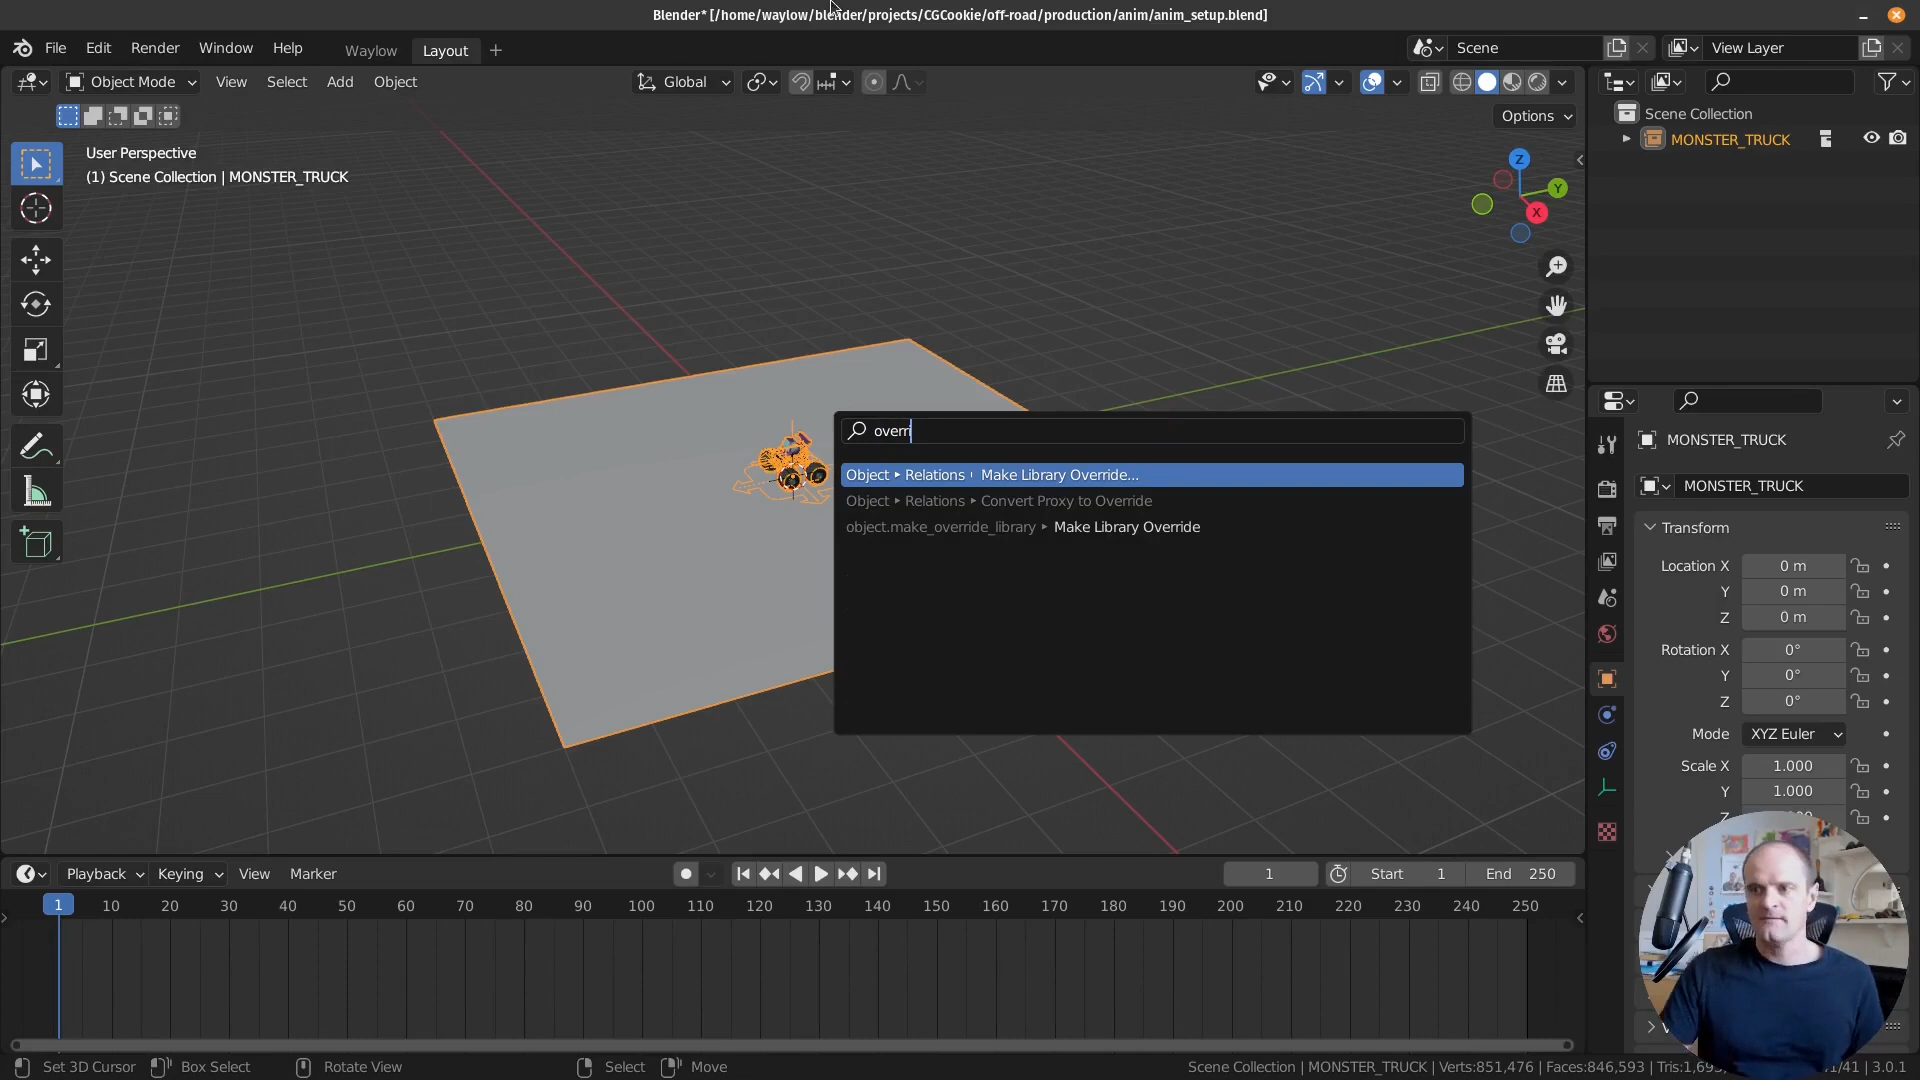 Blender* [/home/waylow/blender/projects/CGCookie/off-road/production/anim/anim_setup.blend]
File Edit Render Window Help Waylow Layout Scene View Layer
Object Mode View Select Add Object Global
Options
User Perspective
(1) Scene Collection | MONSTER_TRUCK
Scene Collection
MONSTER_TRUCK
Z
Y
X
overri
Object Relations Make Library Override...
Object ▸ Relations ▸ Convert Proxy to Override
object.make_override_library ▸ Make Library Override
MONSTER_TRUCK
MONSTER_TRUCK
Transform
Location X 0 m
Y 0 m
Z 0 m
Rotation X 0°
Y 0°
Z 0°
Mode XYZ Euler
Scale X 1.000
Y 1.000
Playback Keying View Marker 1 Start 1 End 250
1 10 20 30 40 50 60 70 80 90 100 110 120 130 140 150 160 170 180 190 200 210 220 230 240 250
Set 3D Cursor Box Select Rotate View Select Move Scene Collection | MONSTER_TRUCK | Verts:851,476 | Faces:846,593 | 3.0.1